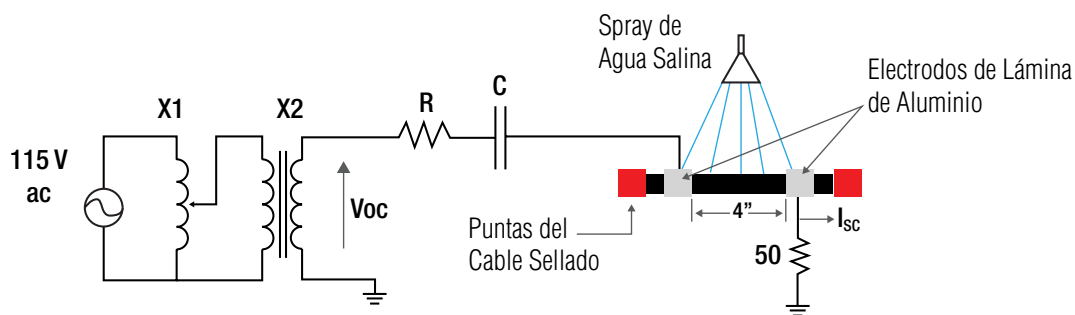 Spray de
Agua Salina
Electrodos de Lámina
de Aluminio
X1
X2
R
C
115 V
ac
Voc
4”
Isc
50
Puntas del
Cable Sellado